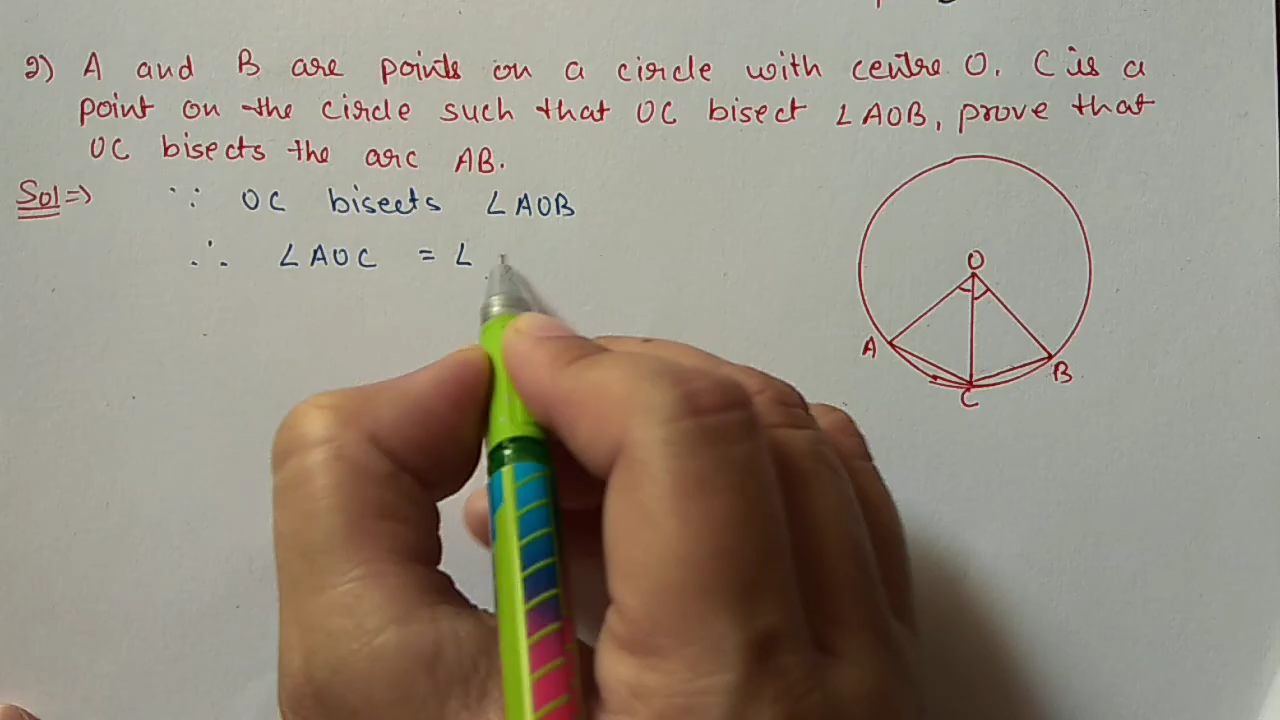 2) A and B are points on a circle with centre O. C is a
point on the circle such that OC bisect ∠AOB, prove that
OC bisects the arc AB.
Sol⇒ ∵ OC bisects ∠AOB
∴ ∠AOC = ∠
O
A
B
C